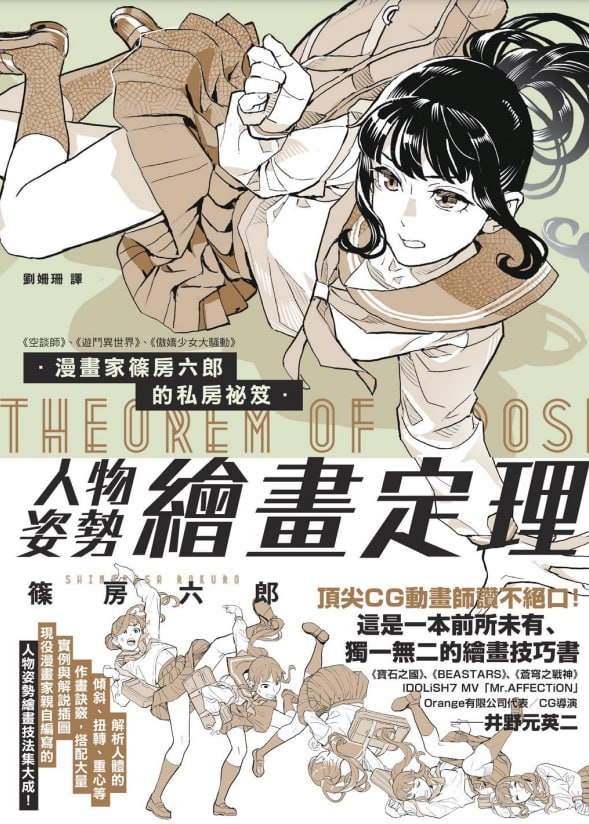 劉姍珊 譯
《空談師》、《遊鬥異世界》、《傲嬌少女大騷動》
·漫畫家篠房六郎
的私房祕笈·
THEOREM OF POSE
人物
姿勢
繪畫定理
SHINOFUSA ROKURO
篠房六郎
頂尖CG動畫師讚不絕口!
這是一本前所未有、
獨一無二的繪畫技巧書
《寶石之國》、《BEASTARS》、《蒼穹之戰神》
IDOLiSH7 MV「Mr.AFFECTiON」
Orange有限公司代表/CG導演
—井野元英二
解析人體的
傾斜、扭轉、重心等
作畫訣竅,搭配大量
實例與解說插圖
現役漫畫家親自編寫的
人物姿勢繪畫技法集大成!